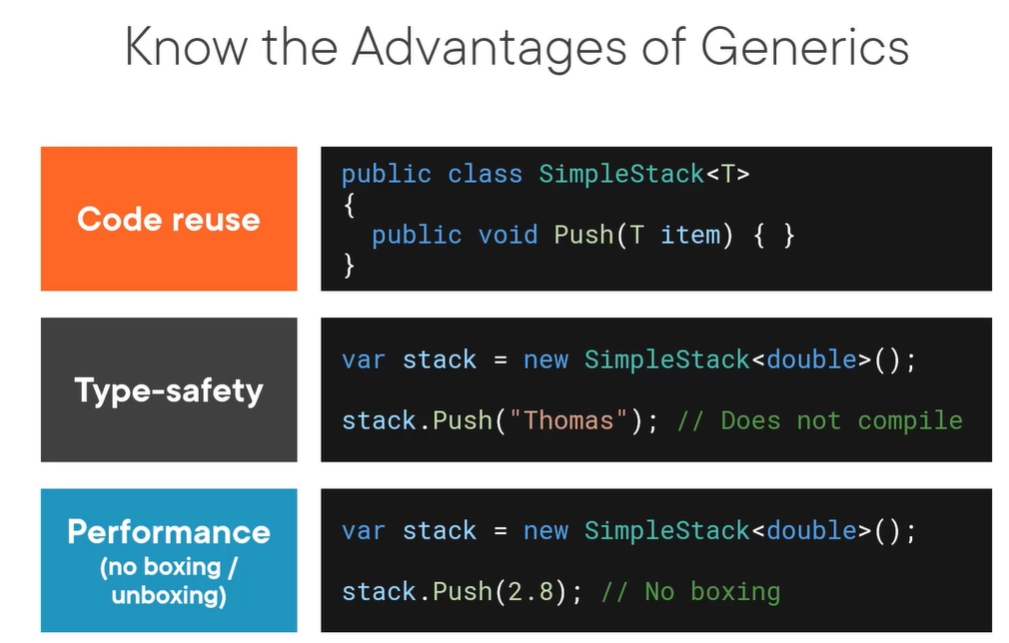 Know the Advantages of Generics
Code reuse
public class SimpleStack<T>
{
  public void Push(T item) { }
}
Type-safety
var stack = new SimpleStack<double>();
stack.Push("Thomas"); // Does not compile
Performance
(no boxing /
unboxing)
var stack = new SimpleStack<double>();
stack.Push(2.8); // No boxing